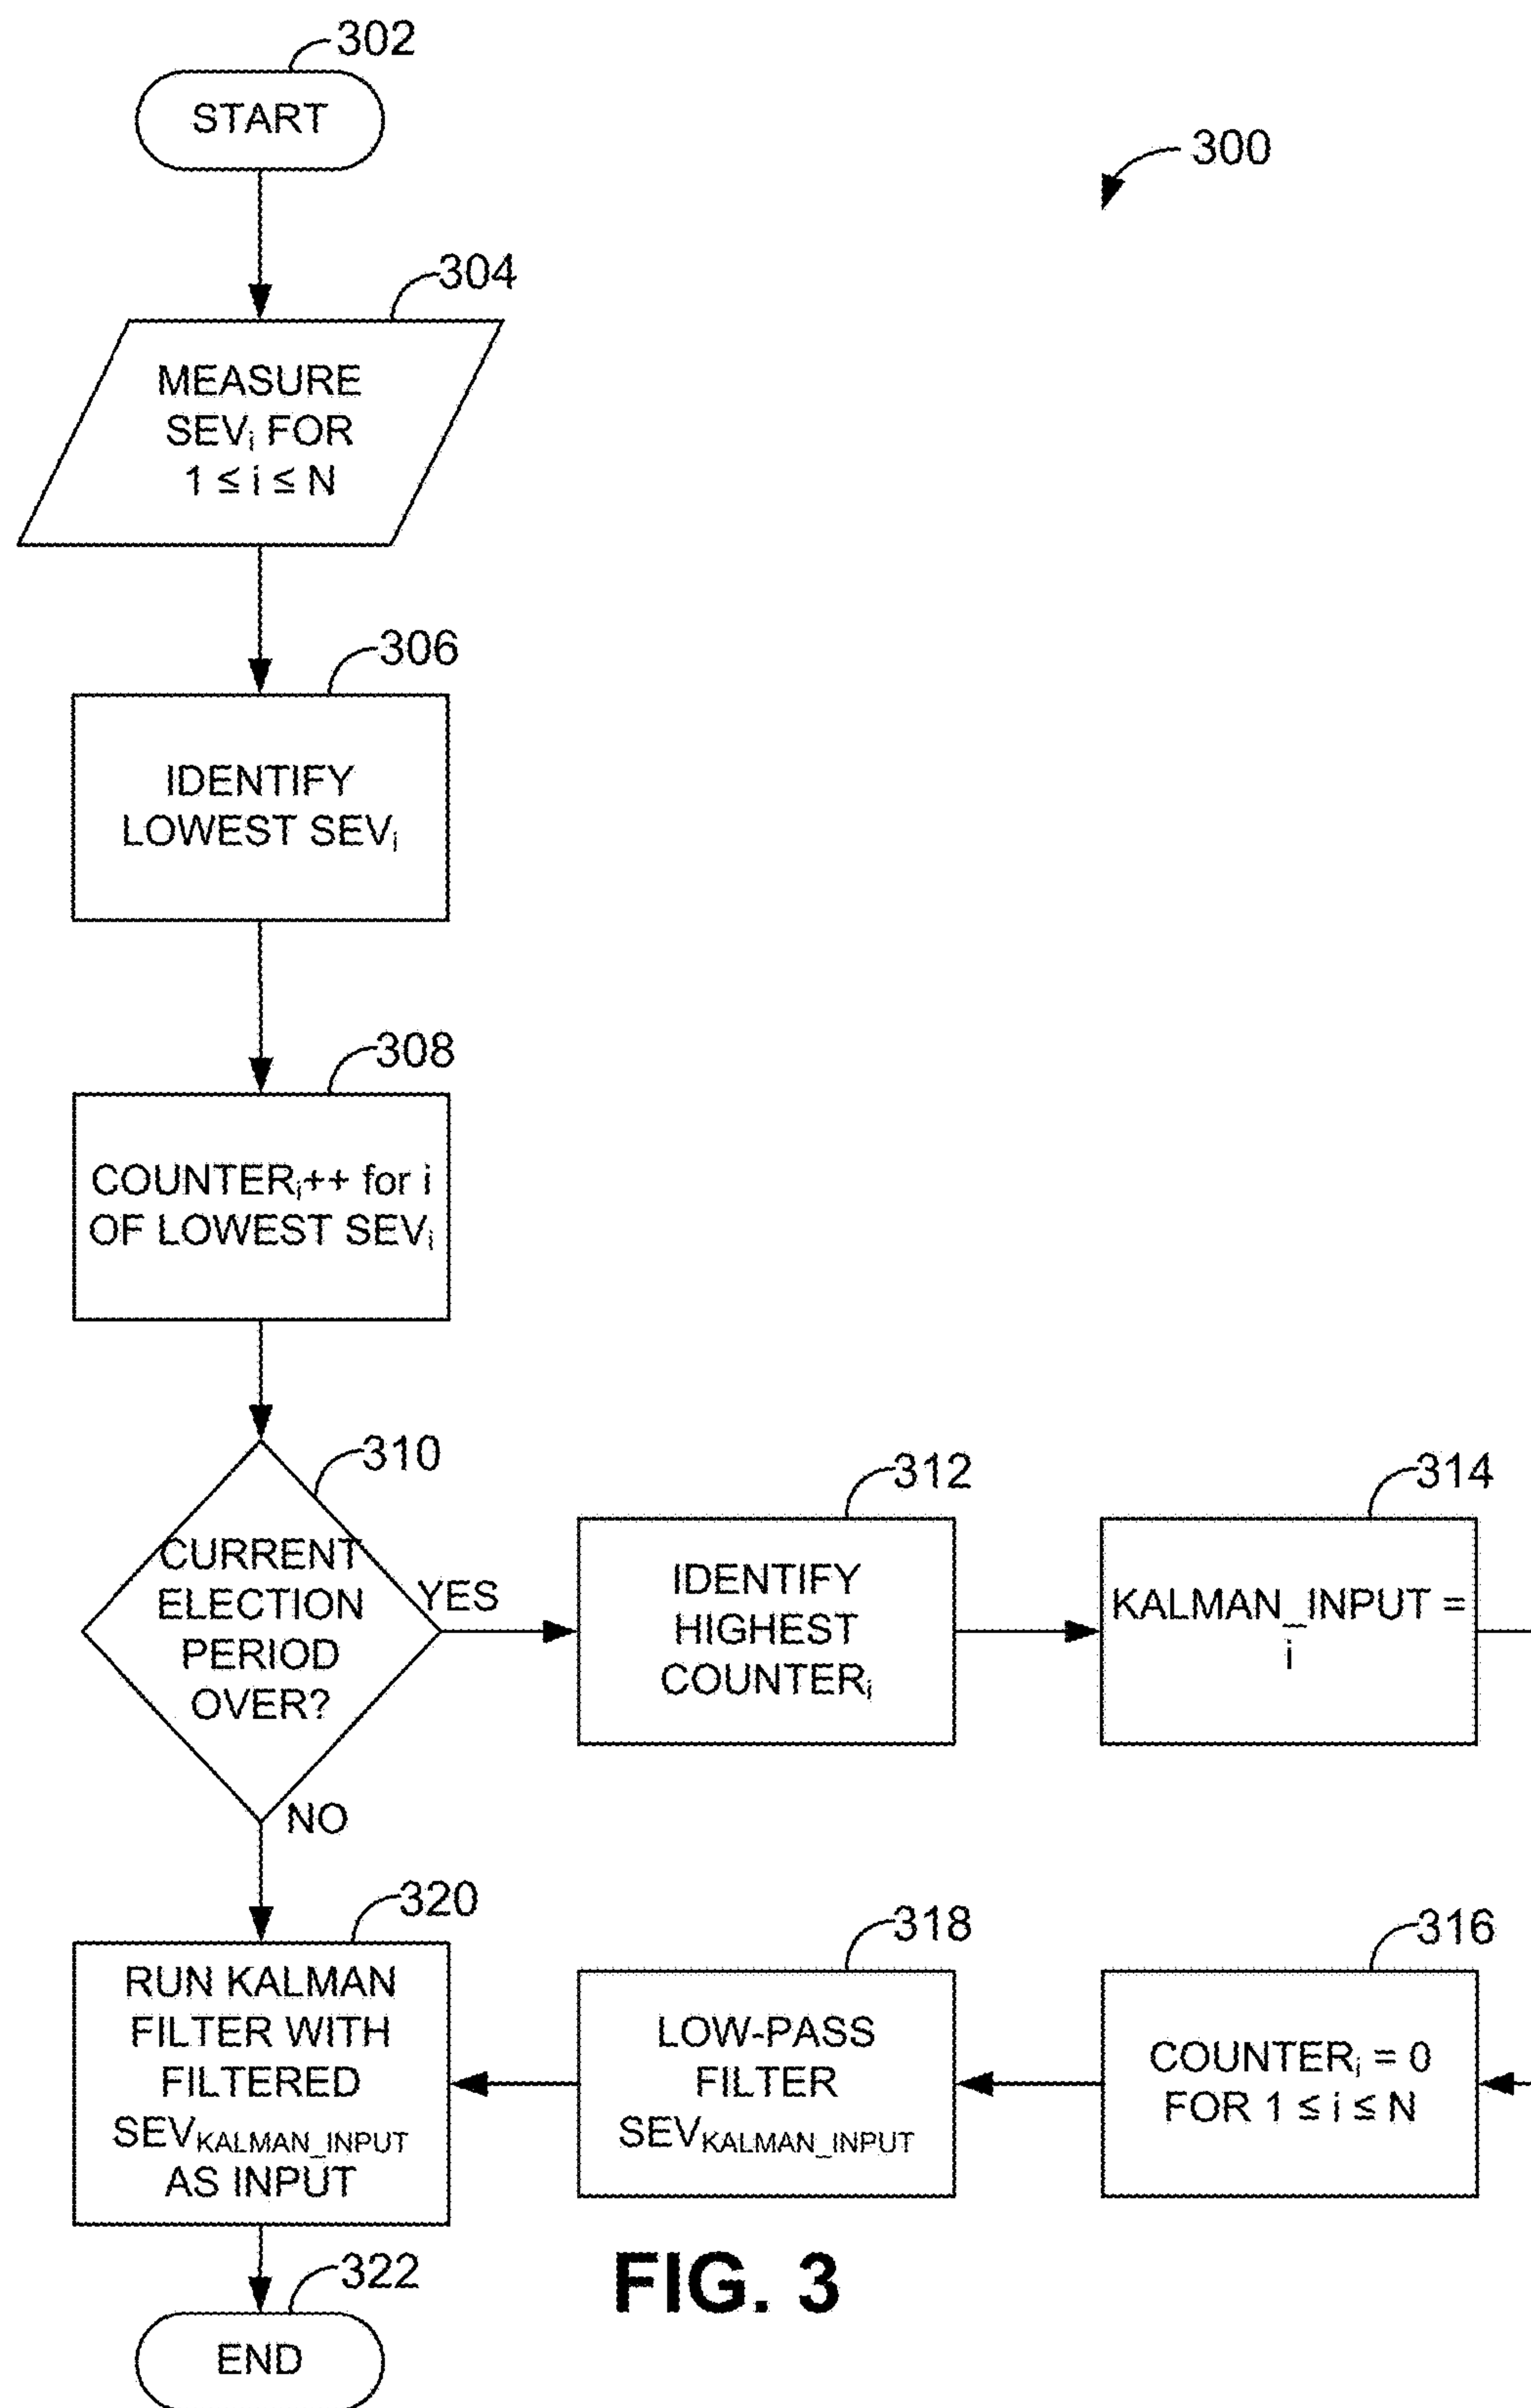 302
START
300
304
MEASURE
SEVᵢ FOR
1 ≤ i ≤ N
306
IDENTIFY
LOWEST SEVᵢ
308
COUNTERᵢ++ for i
OF LOWEST SEVᵢ
310
CURRENT
ELECTION
PERIOD
OVER?
YES
NO
312
IDENTIFY
HIGHEST
COUNTERᵢ
314
KALMAN_INPUT =
i
316
COUNTERᵢ = 0
FOR 1 ≤ i ≤ N
318
LOW-PASS
FILTER
SEVKALMAN_INPUT
320
RUN KALMAN
FILTER WITH
FILTERED
SEVKALMAN_INPUT
AS INPUT
322
END
FIG. 3